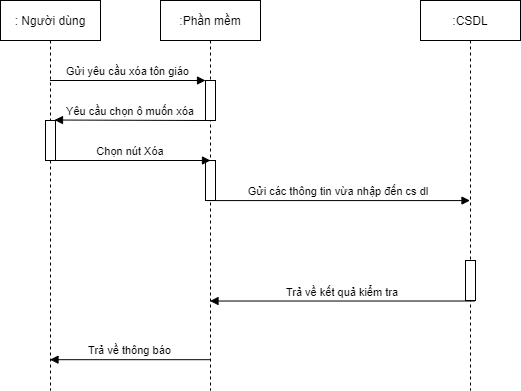 : Người dùng
:Phần mềm
:CSDL
Gửi yêu cầu xóa tôn giáo
Yêu cầu chọn ô muốn xóa
Chọn nút Xóa
Gửi các thông tin vừa nhập đến cs dl
Trả về kết quả kiểm tra
Trả về thông báo